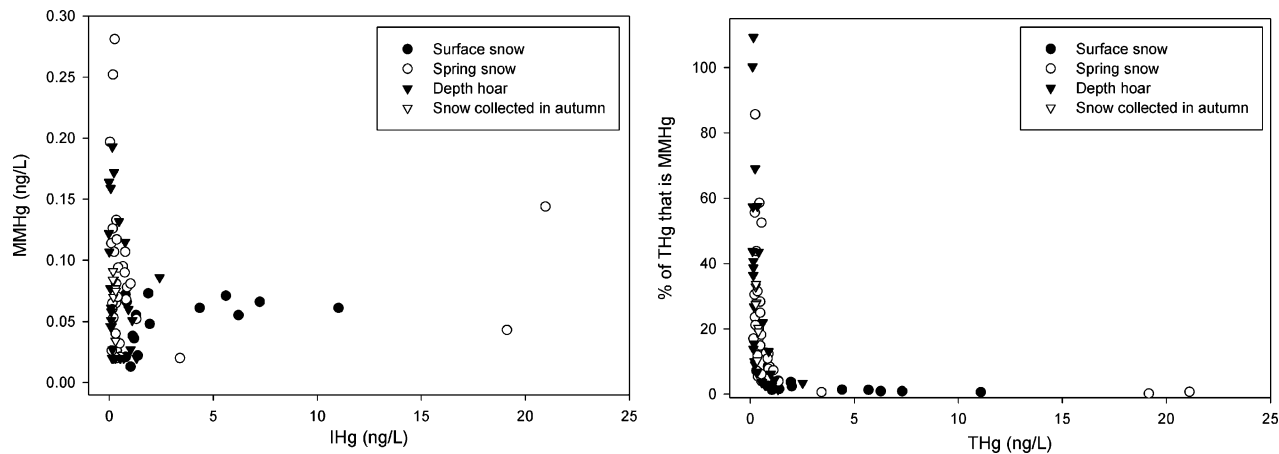 0.30
0.25
0.20
0.15
0.10
0.05
0.00
MMHg (ng/L)
0 5 10 15 20 25
IHg (ng/L)
Surface snow
Spring snow
Depth hoar
Snow collected in autumn
100
80
60
40
20
0
% of THg that is MMHg
0 5 10 15 20 25
THg (ng/L)
Surface snow
Spring snow
Depth hoar
Snow collected in autumn